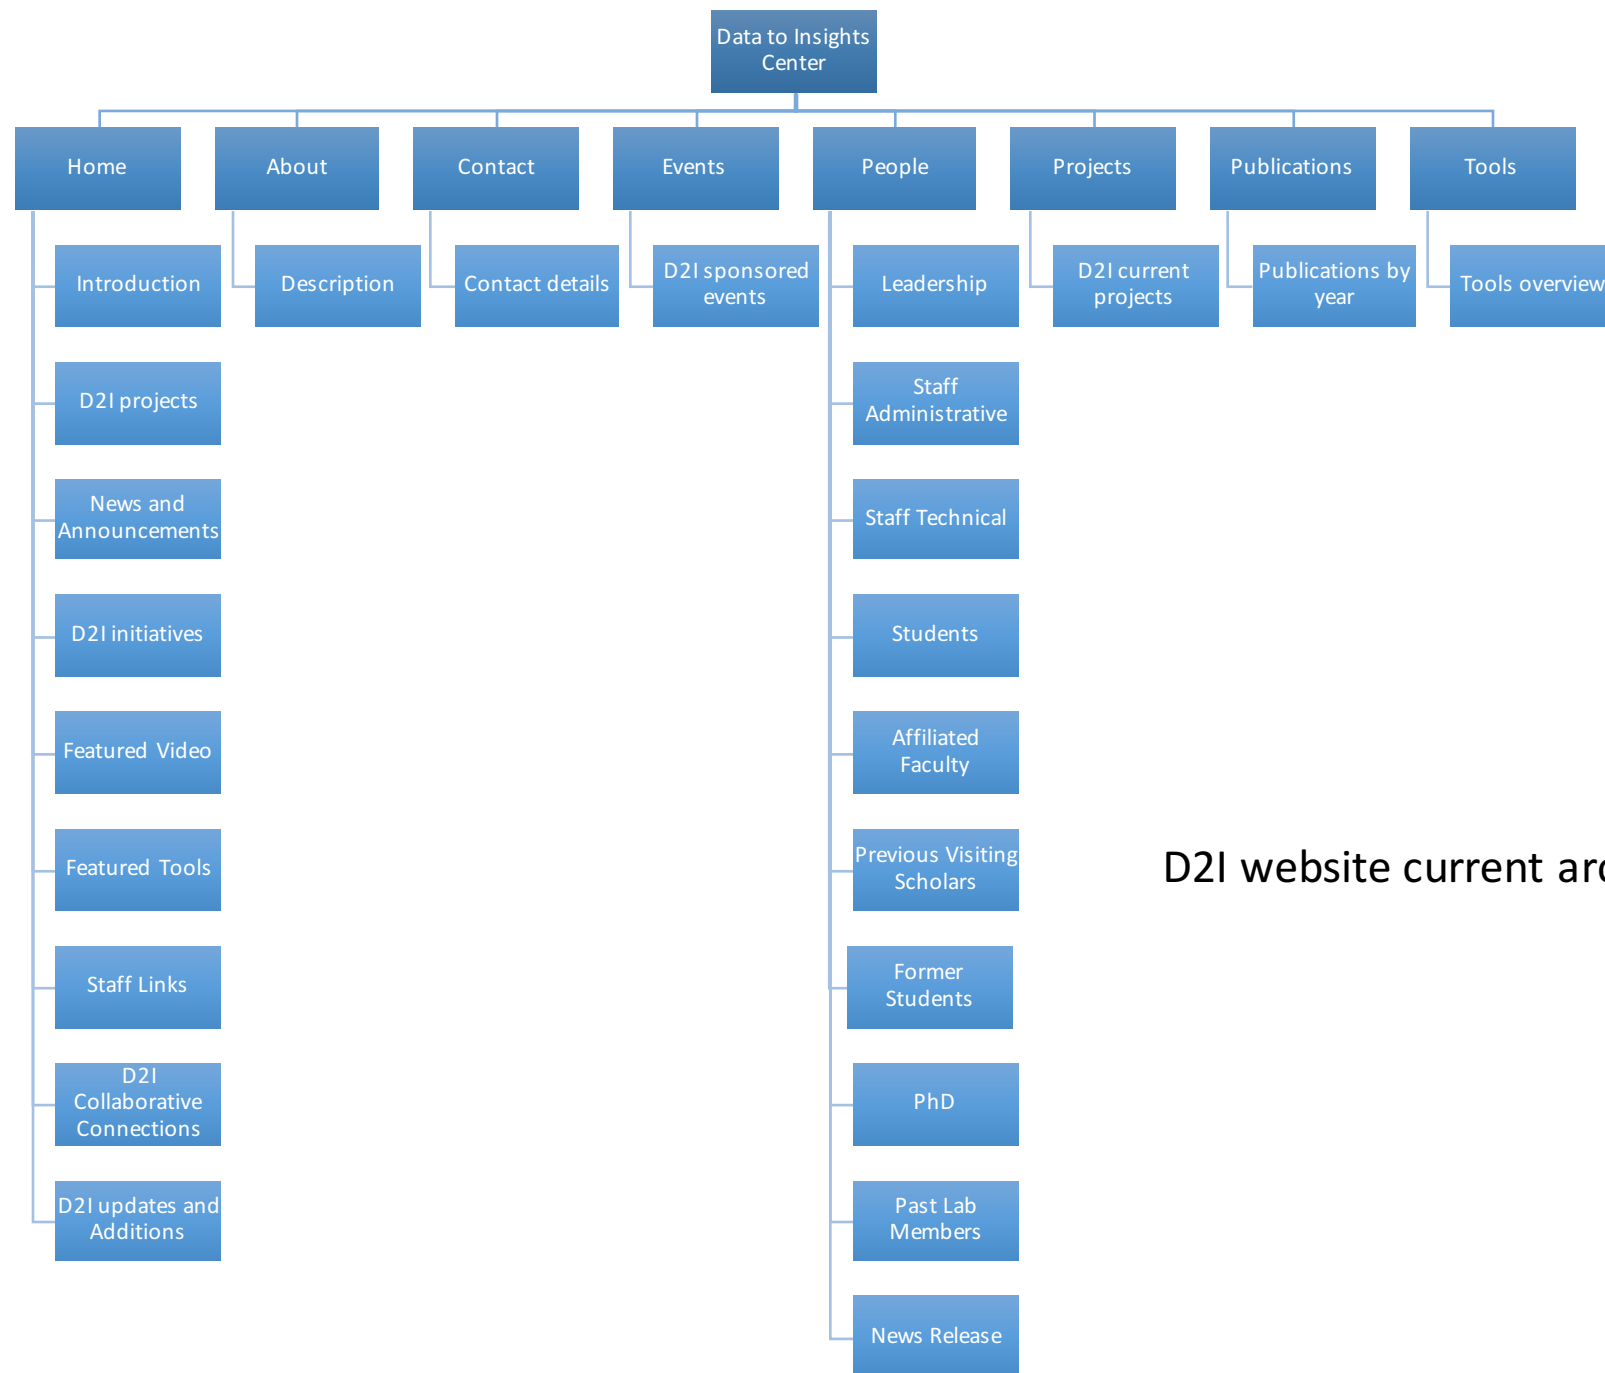 Data to Insights
Center
Home
About
Contact
Events
People
Projects
Publications
Tools
Introduction
Description
Contact details
D2I sponsored
events
Leadership
D2I current
projects
Publications by
year
Tools overview
D2I projects
Staff
Administrative
News and
Announcements
Staff Technical
D2I initiatives
Students
Featured Video
Affiliated
Faculty
Featured Tools
Previous Visiting
Scholars
D2I website current
Staff Links
Former
Students
D2I
Collaborative
Connections
PhD
D2I updates and
Additions
Past Lab
Members
News Release